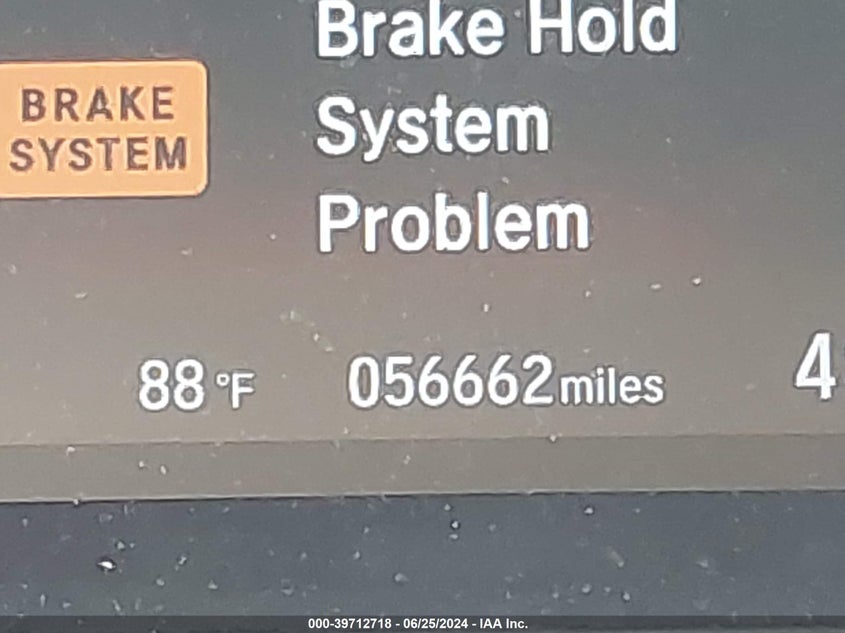 Brake Hold
BRAKE
SYSTEM
System
Problem
88 °F 056662 miles 4
000-39712718 - 06/25/2024 - IAA Inc.